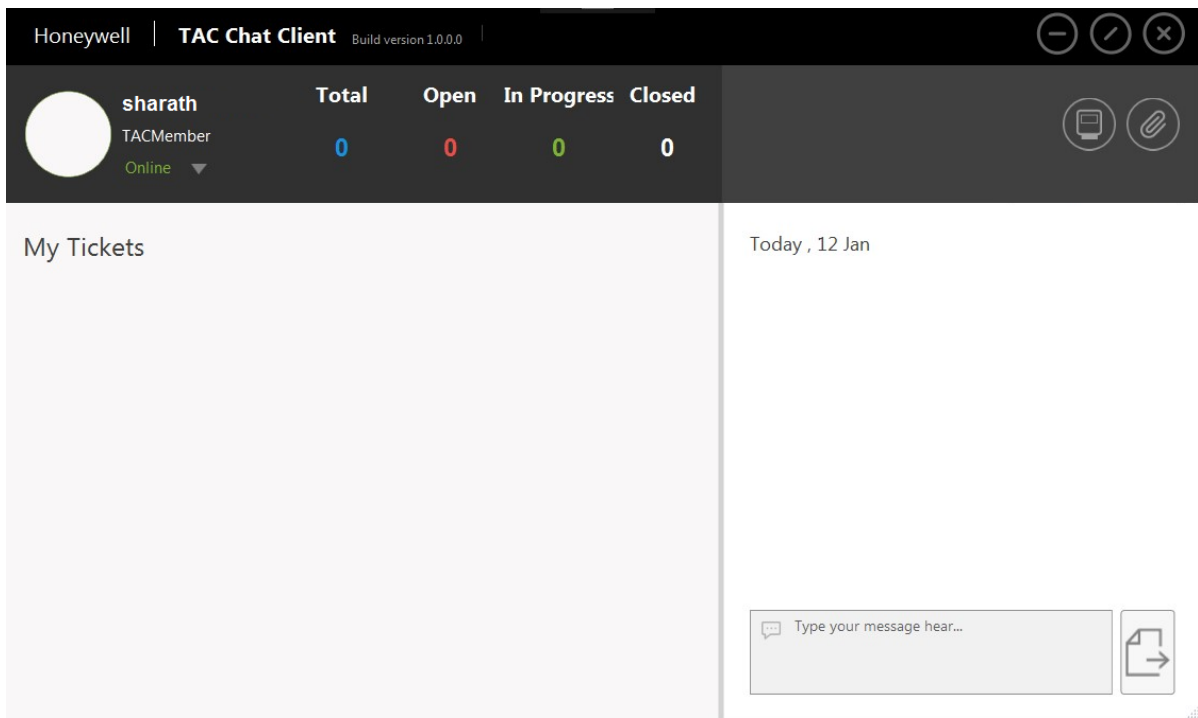 Honeywell | TAC Chat Client Build version 1.0.0.0
sharath
TACMember
Online
Total Open In Progress Closed
0 0 0 0
My Tickets
Today , 12 Jan
Type your message hear...